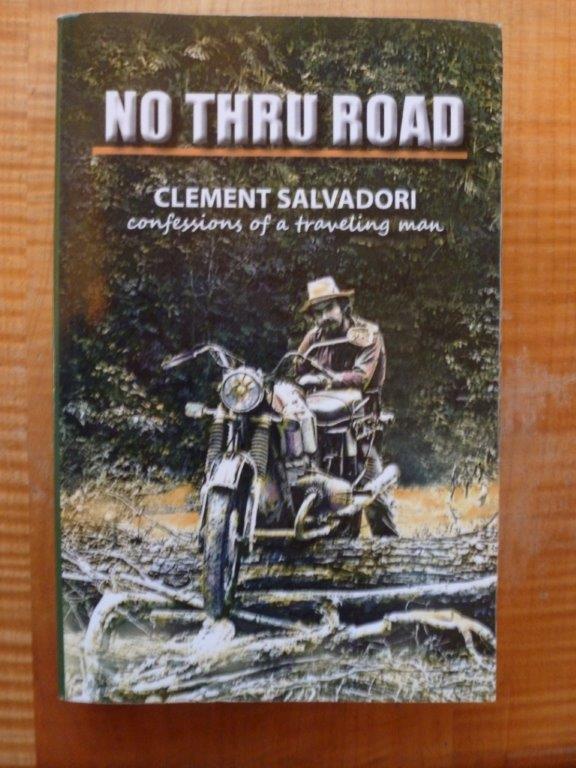 NO THRU ROAD
CLEMENT SALVADORI
confessions of a traveling man